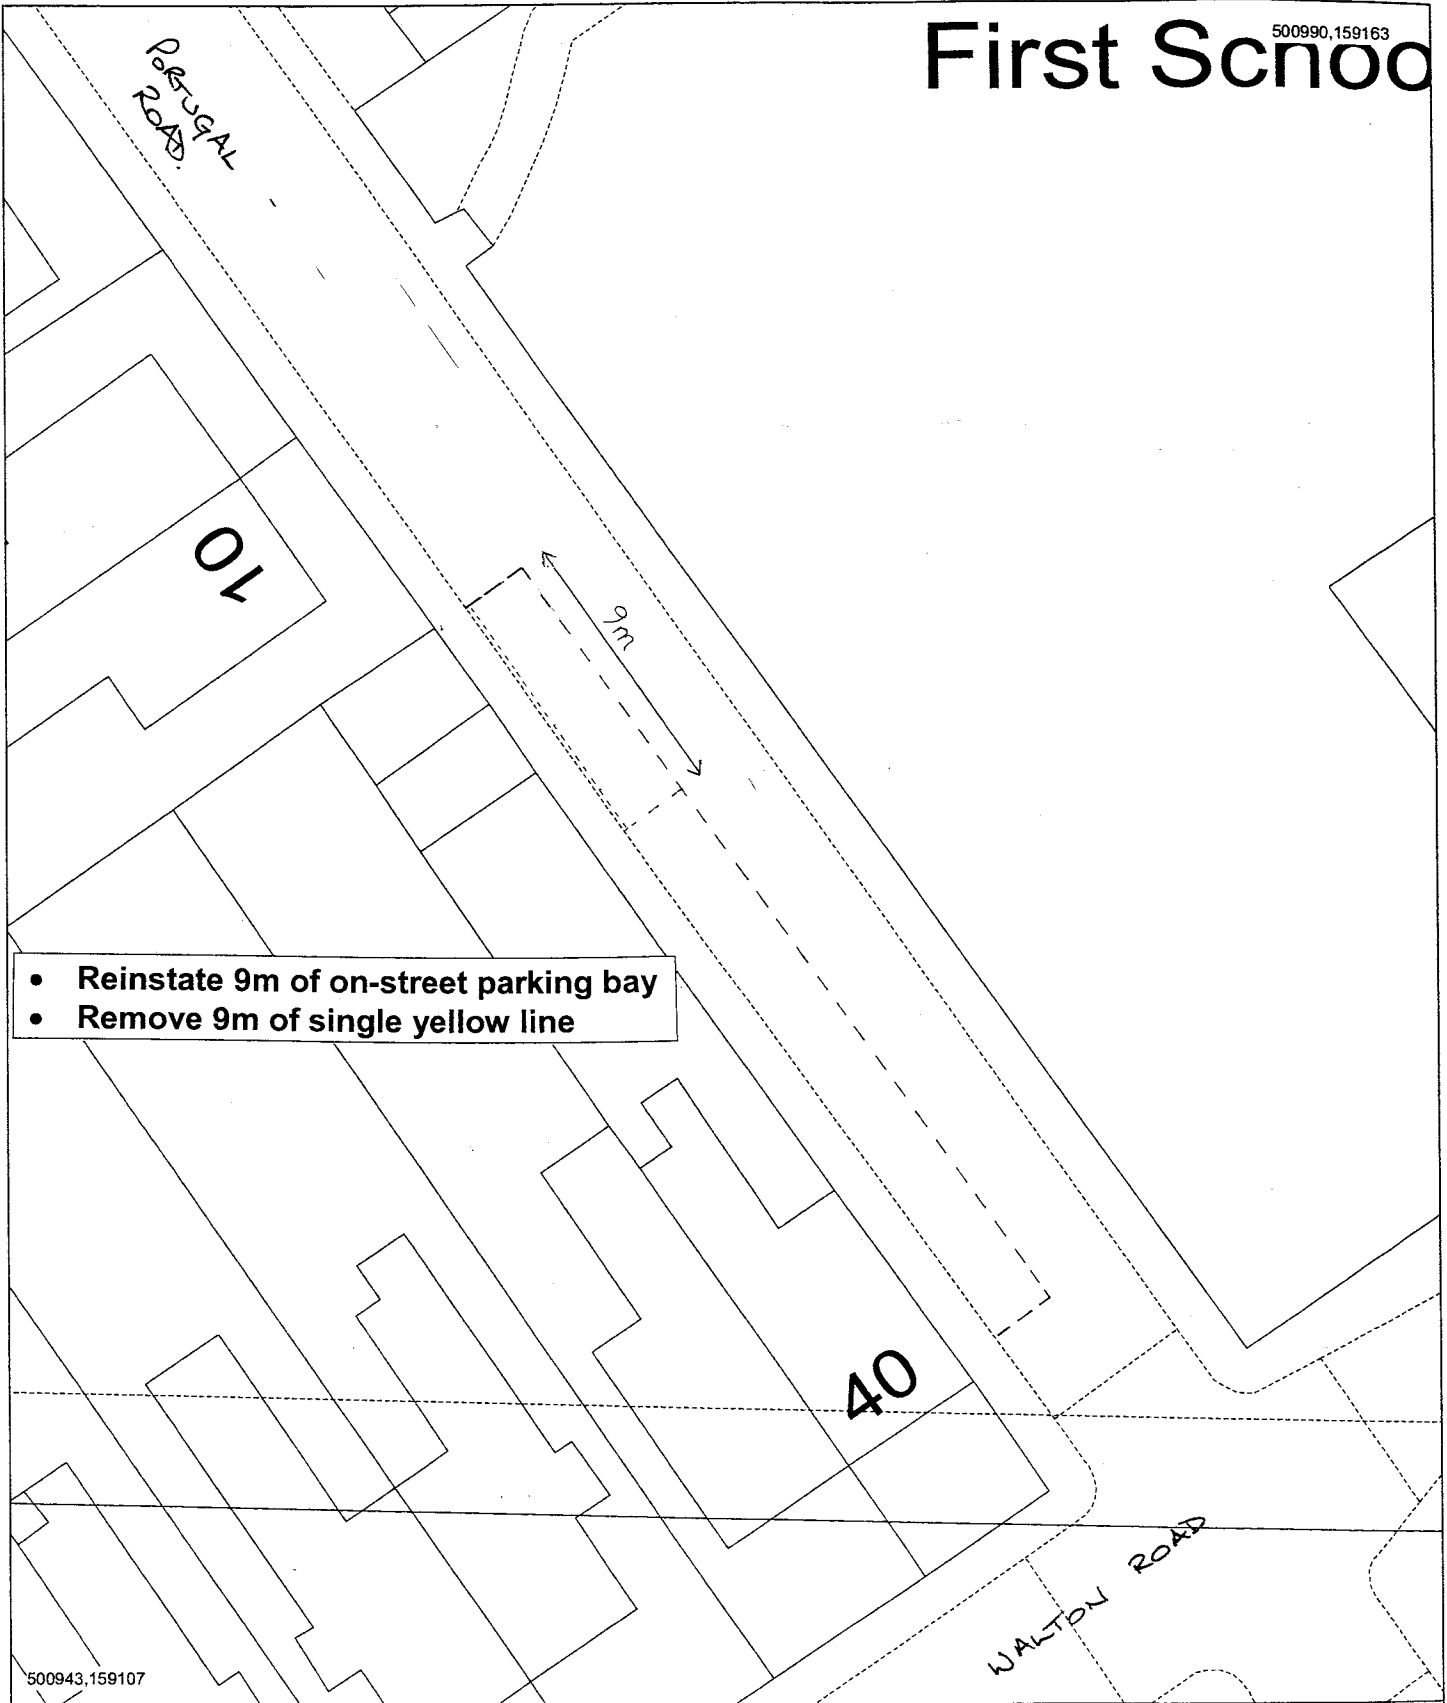 500990,159163
First Schoo
PORTUGAL
ROAD.
10
9m
• Reinstate 9m of on-street parking bay
• Remove 9m of single yellow line
40
WALTON ROAD
500943,159107